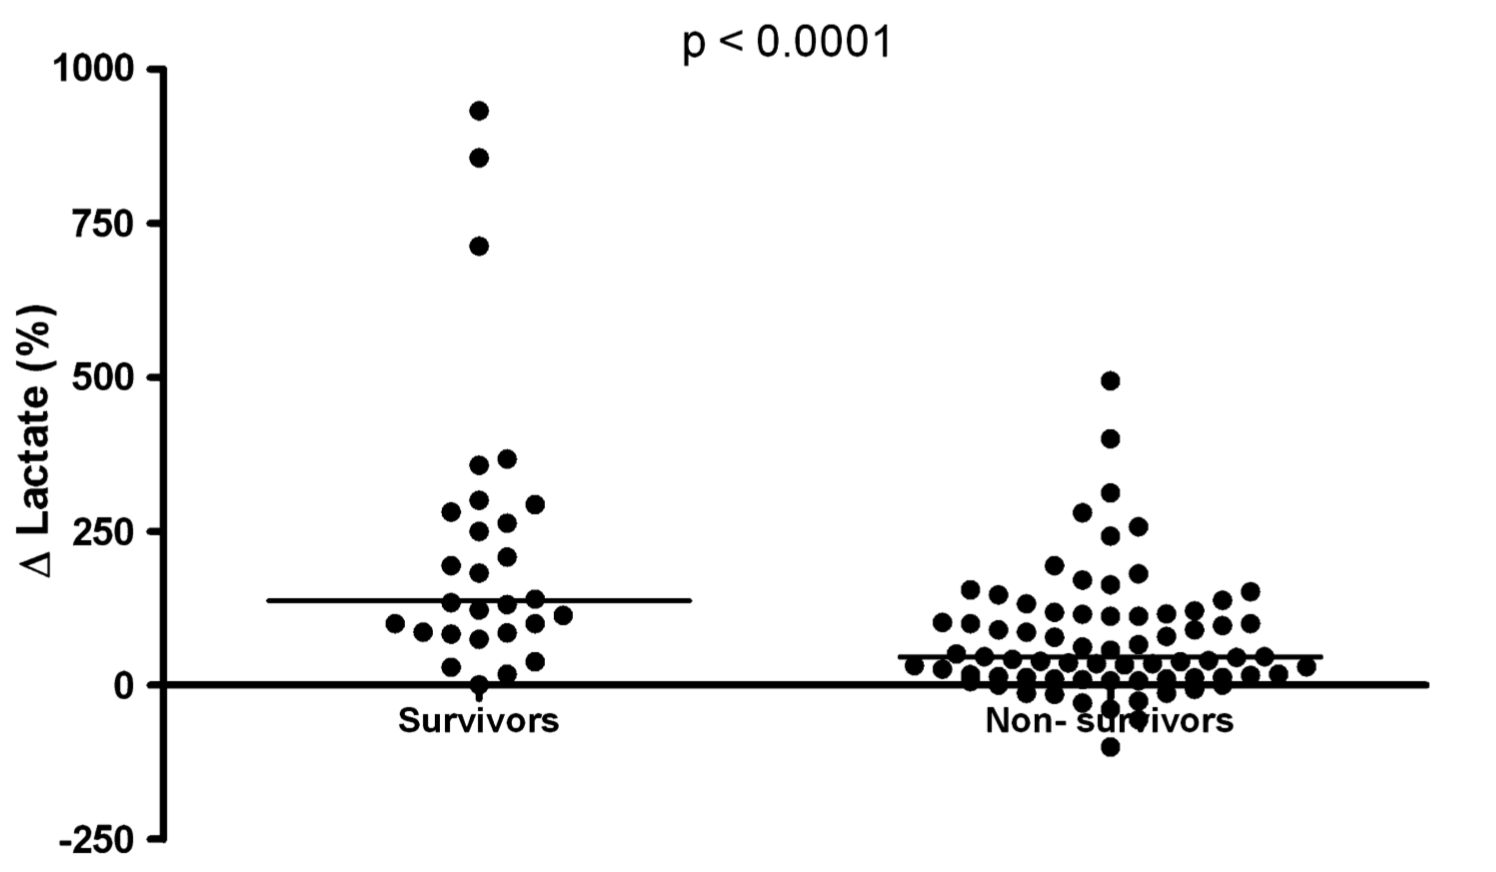 p < 0.0001
1000
750
500
250
0
-250
Δ Lactate (%)
Survivors
Non- survivors